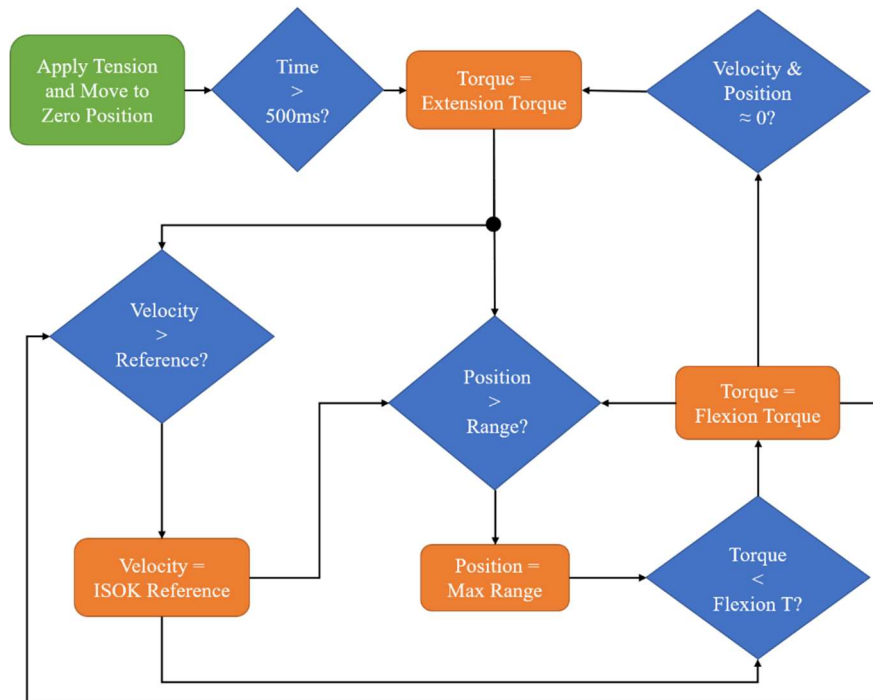 Apply Tension
and Move to
Zero Position
Time
>
500ms?
Torque =
Extension Torque
Velocity &
Position
≈ 0?
Velocity
>
Reference?
Position
>
Range?
Torque =
Flexion Torque
Velocity =
ISOK Reference
Position =
Max Range
Torque
<
Flexion T?